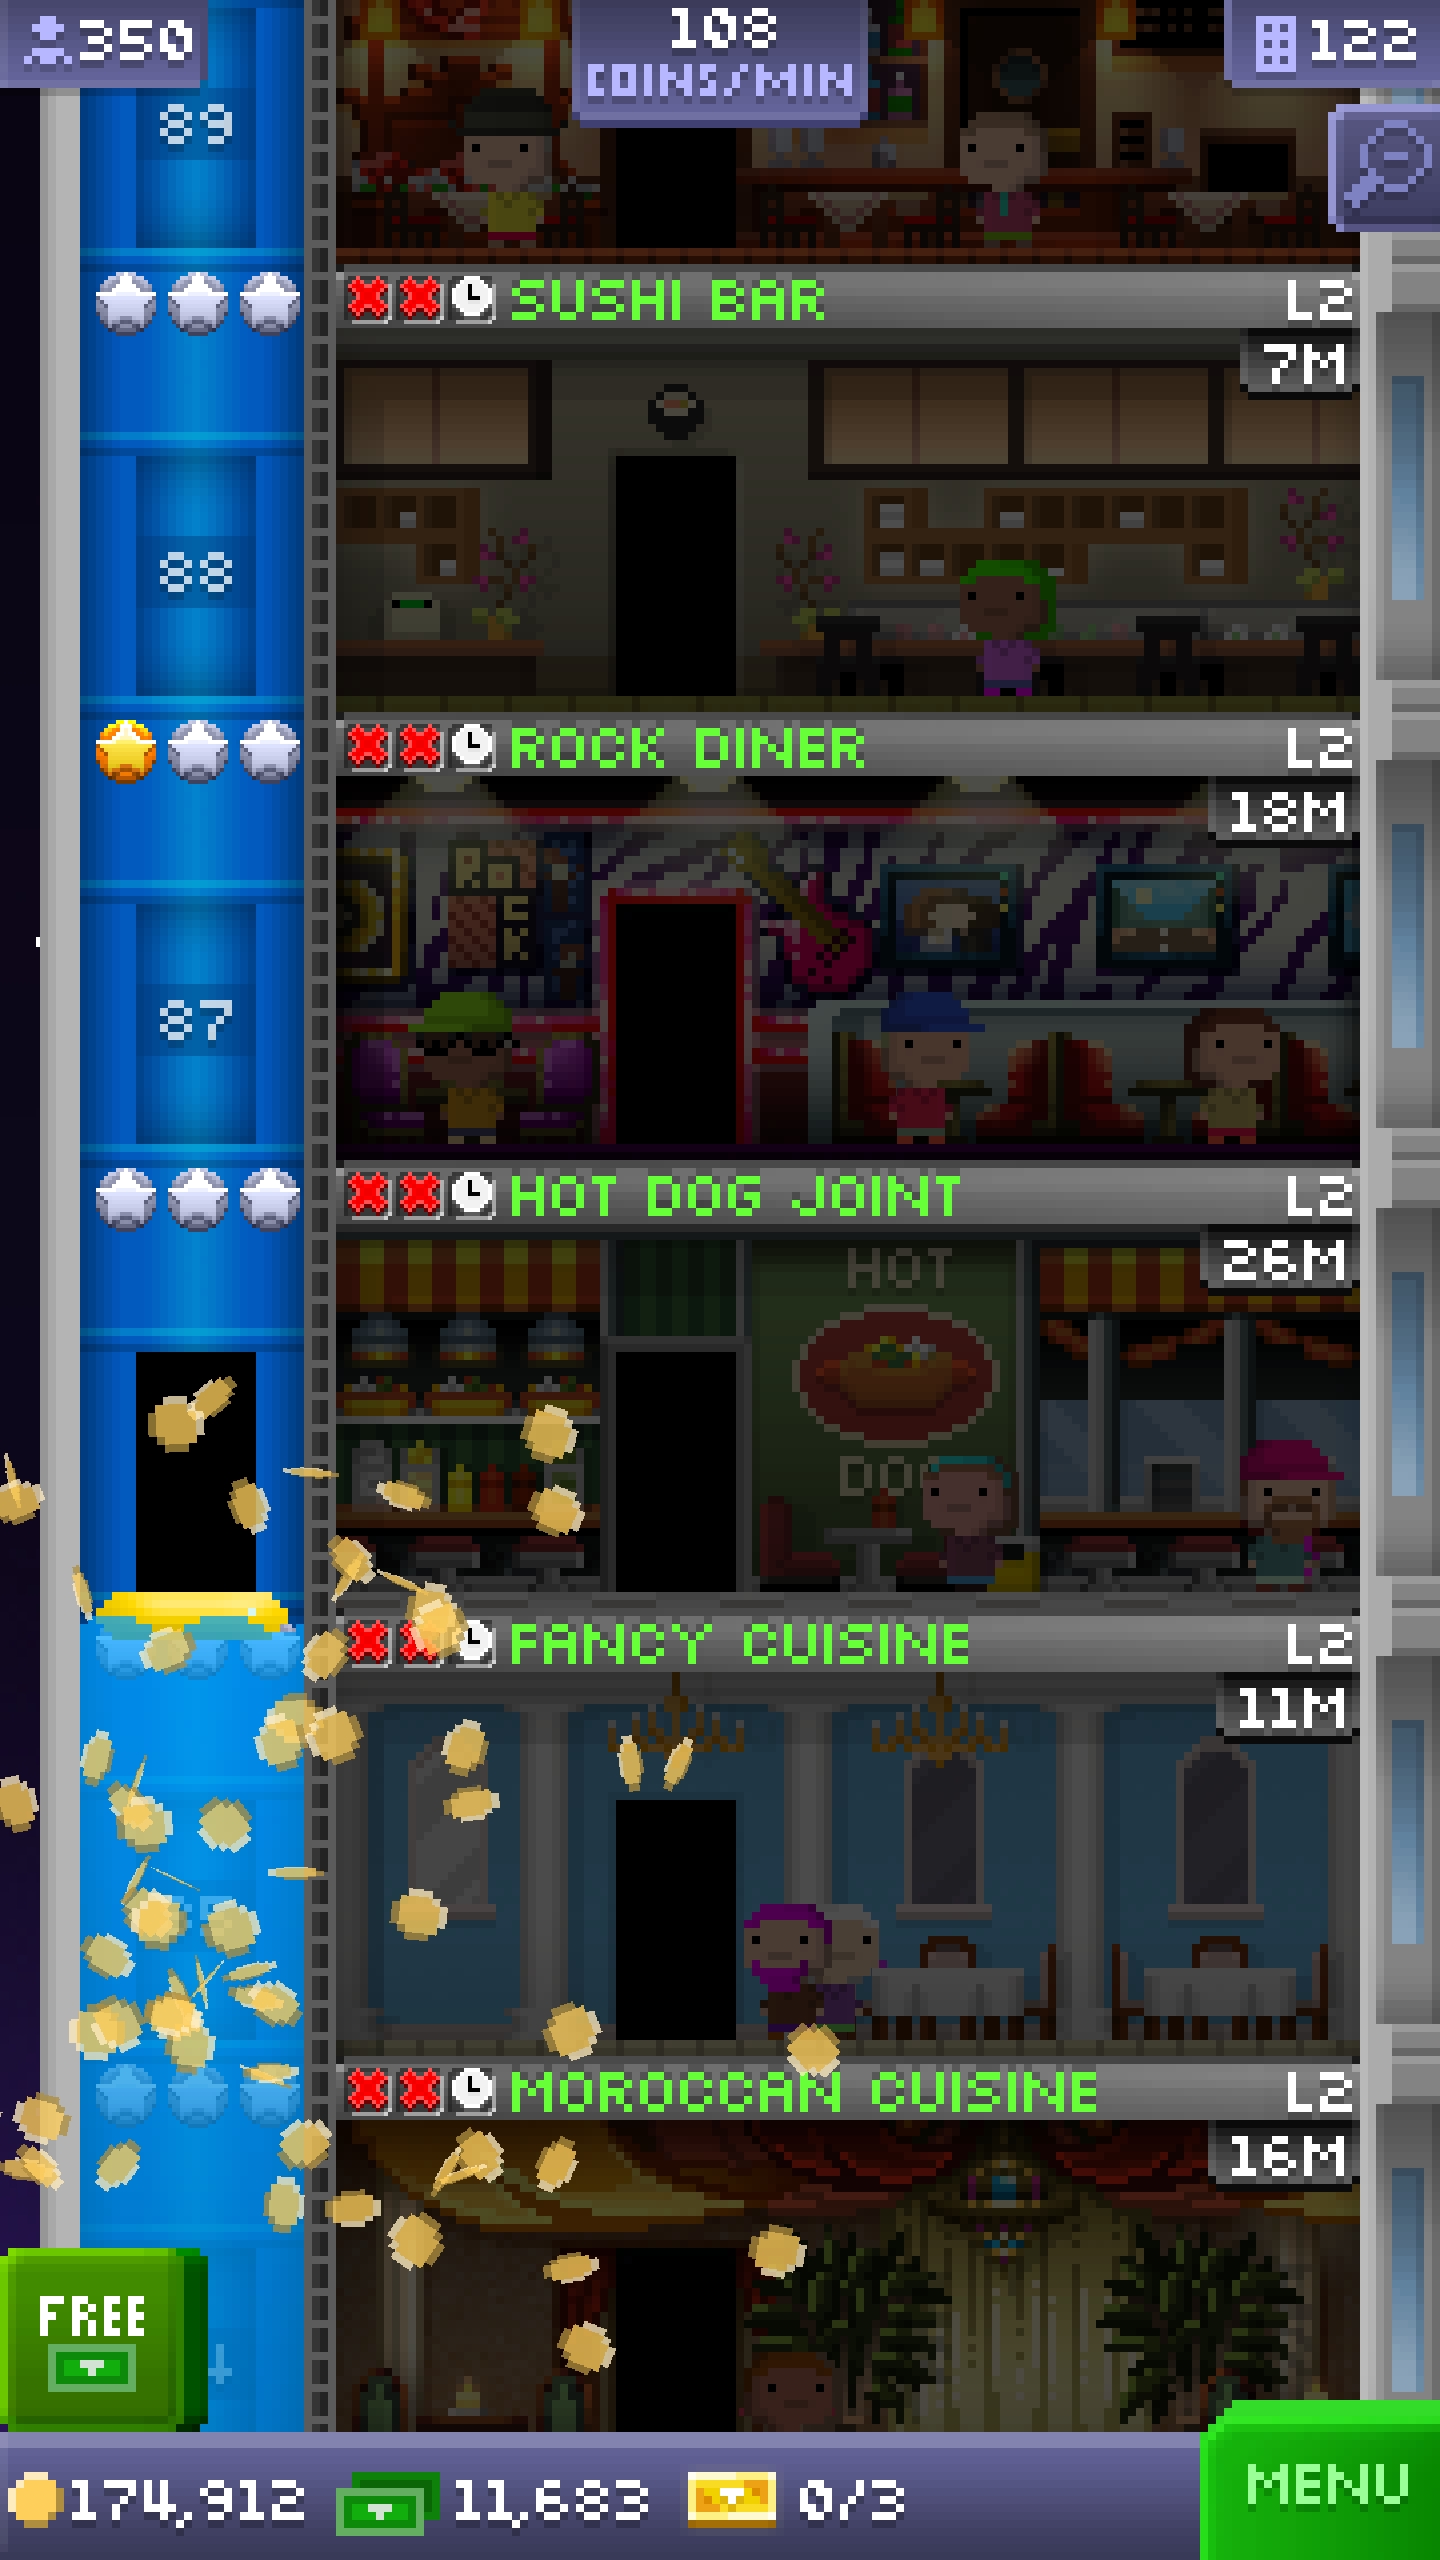 350
108
COINS/MIN
122
89
SUSHI BAR L2
7M
88
ROCK DINER L2
18M
RO
CK
87
HOT DOG JOINT L2
26M
HOT
FANCY CUISINE L2
11M
MOROCCAN CUISINE L2
16M
FREE
174,912
11,683
0/3
MENU